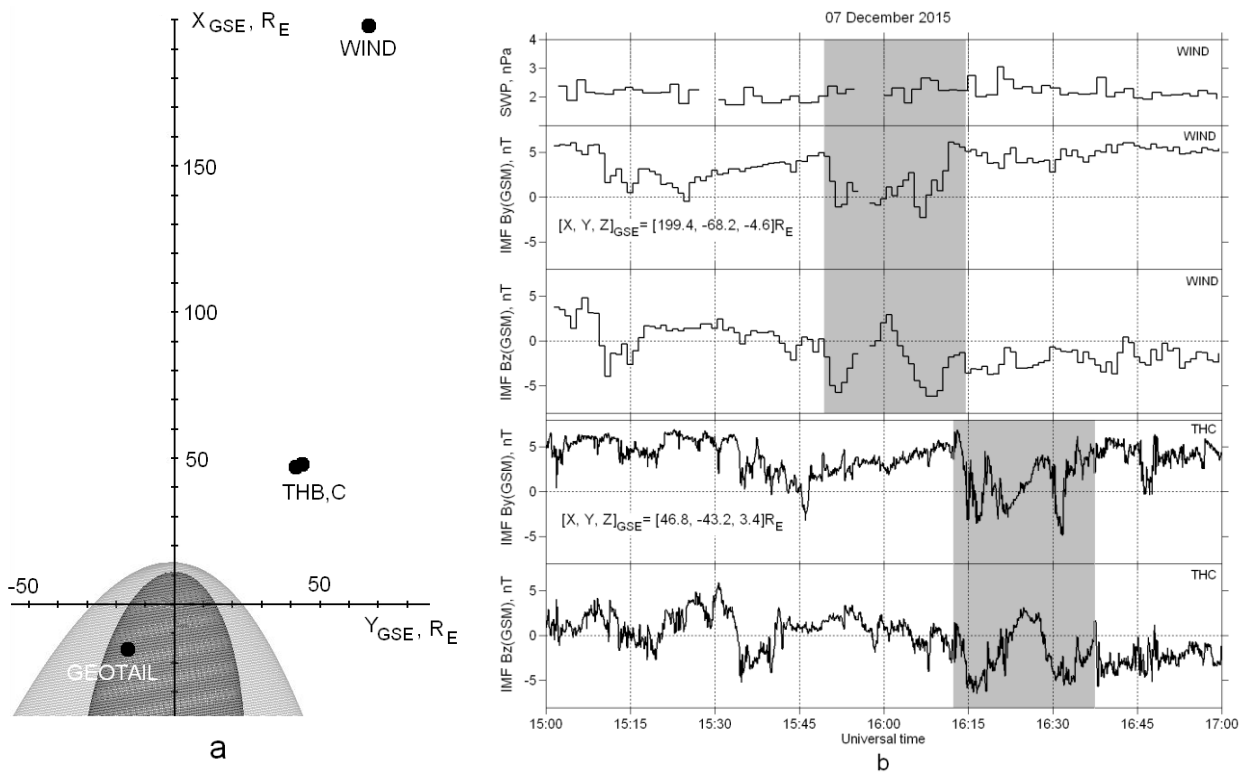 X GSE, R E
WIND
150
100
50
THB,C
-50
50
Y GSE, R E
GEOTAIL
a
07 December 2015
SWP, nPa
4
3
2
WIND
IMF By(GSM), nT
5
0
-5
WIND
[X, Y, Z]GSE= [199.4, -68.2, -4.6]RE
IMF Bz(GSM), nT
5
0
-5
WIND
IMF By(GSM), nT
5
0
-5
THC
[X, Y, Z]GSE= [46.8, -43.2, 3.4]RE
IMF Bz(GSM), nT
5
0
-5
THC
15:00 15:15 15:30 15:45 16:00 16:15 16:30 16:45 17:00
Universal time
b